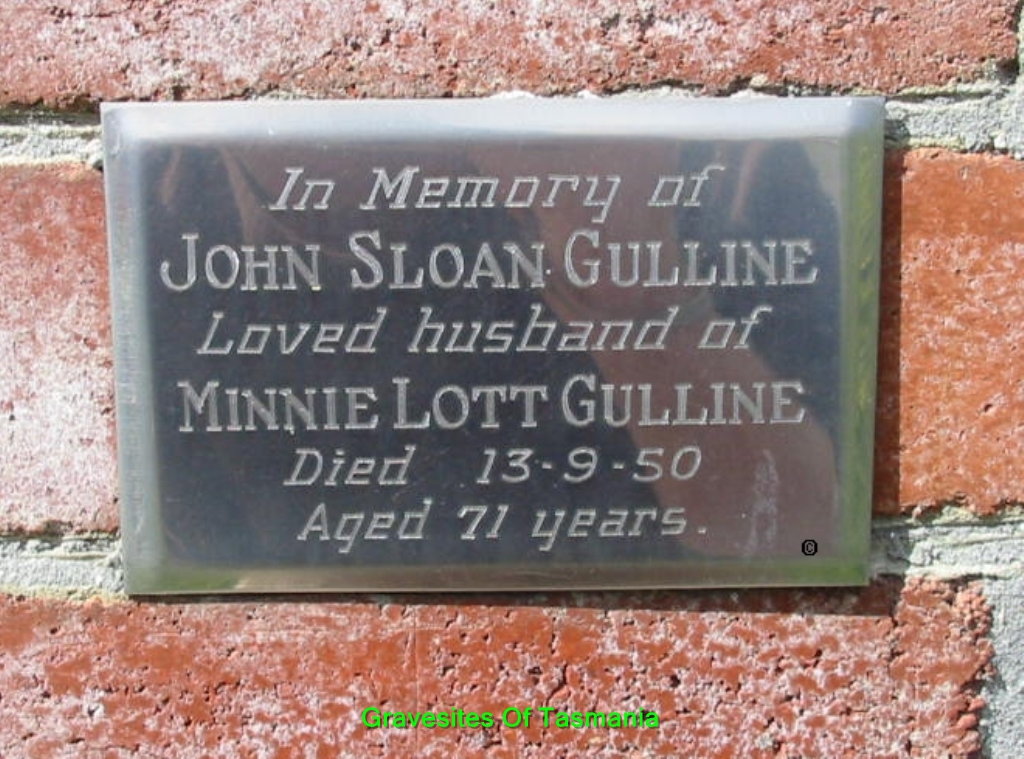 In Memory of
JOHN SLOAN GULLINE
Loved husband of
MINNIE LOTT GULLINE
Died 13-9-50
Aged 71 years.
©
Gravesites Of Tasmania